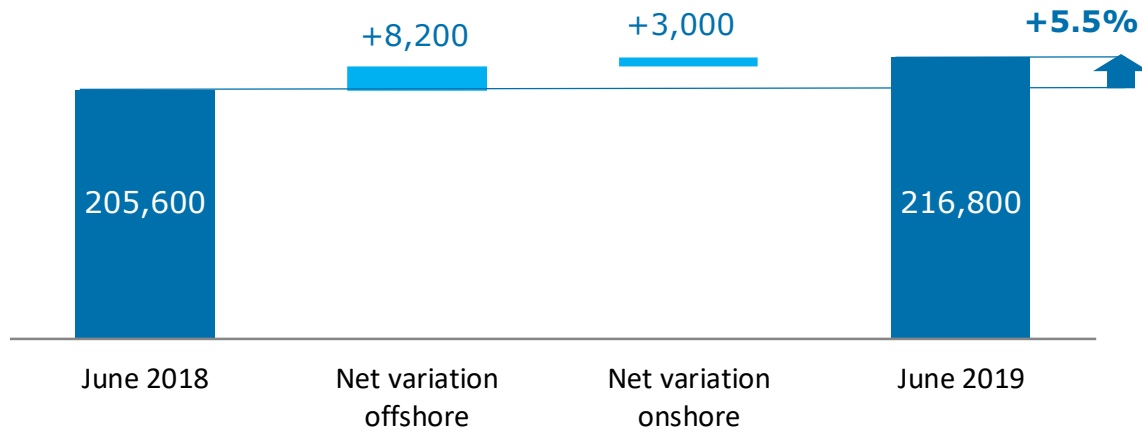 +8,200
+3,000
+5.5%
205,600
216,800
June 2018
Net variation
offshore
Net variation
onshore
June 2019